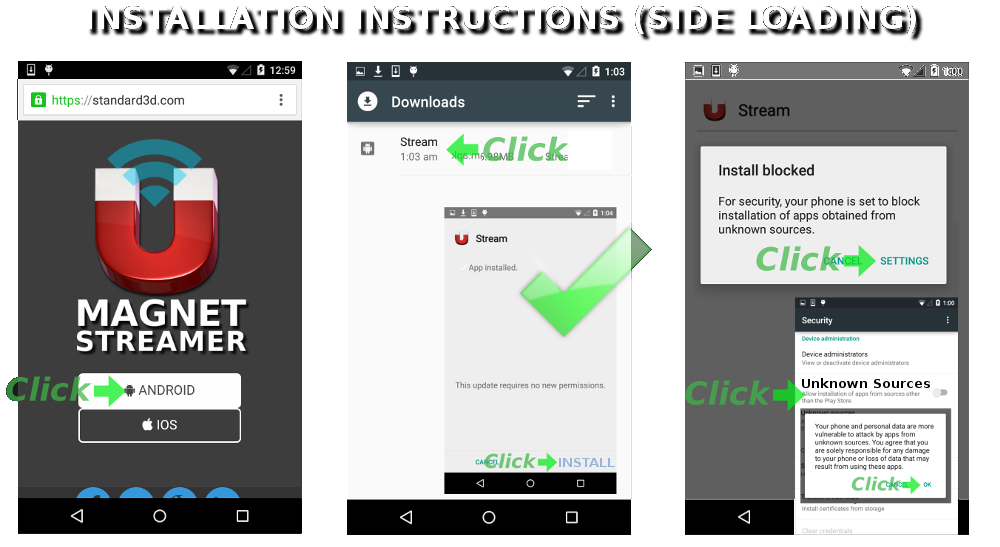 INSTALLATION INSTRUCTIONS (SIDE LOADING)
12:59
https://standard3d.com
MAGNET
STREAMER
Click
ANDROID
IOS
1:03
Downloads
Stream
1:03 am
Click
1:04
Stream
App installed.
This update requires no new permissions.
Click
INSTALL
Stream
Install blocked
For security, your phone is set to block
installation of apps obtained from
unknown sources.
Click
CANCEL
SETTINGS
1:00
Security
Device administration
Device administrators
View or deactivate device administrators
Click
Unknown Sources
Allow installation of apps from sources other
than the Play Store
Your phone and personal data are more
vulnerable to attack by apps from
unknown sources. You agree that you
are solely responsible for any damage
to your phone or loss of data that may
result from using these apps.
Click
OK
Install certificates from storage
Clear credentials